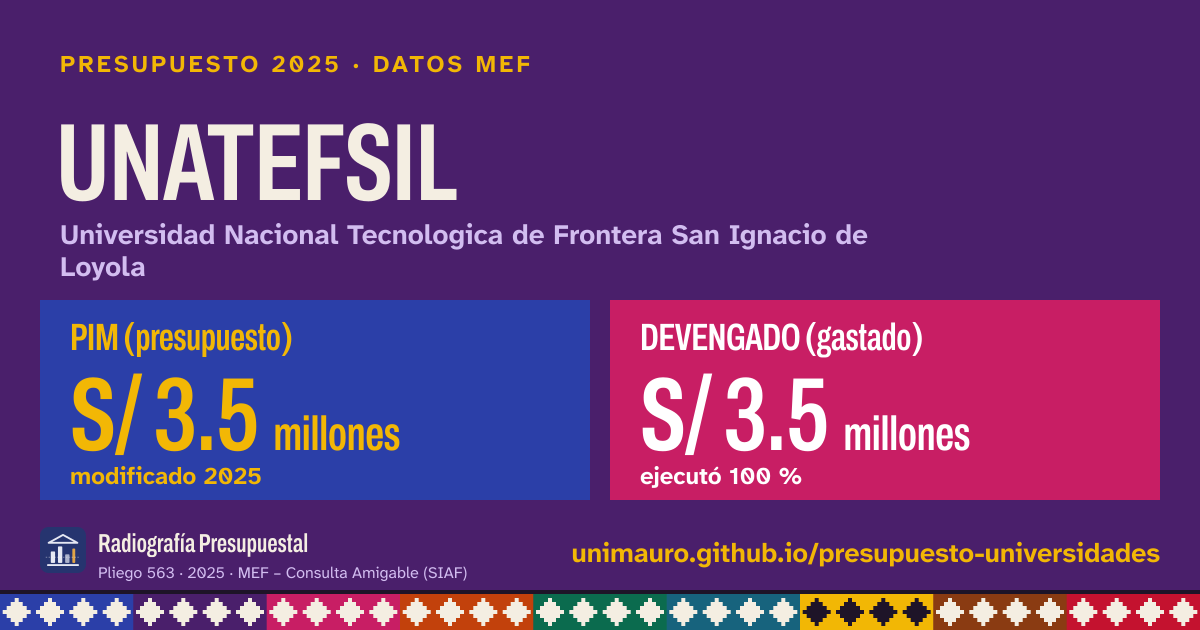 PRESUPUESTO 2025 · DATOS MEF
UNATEFSIL
Universidad Nacional Tecnologica de Frontera San Ignacio de
Loyola
PIM (presupuesto)
S/ 3.5 millones
modificado 2025
DEVENGADO (gastado)
S/ 3.5 millones
ejecutó 100 %
Radiografía Presupuestal
Pliego 563 · 2025 · MEF – Consulta Amigable (SIAF)
unimauro.github.io/presupuesto-universidades